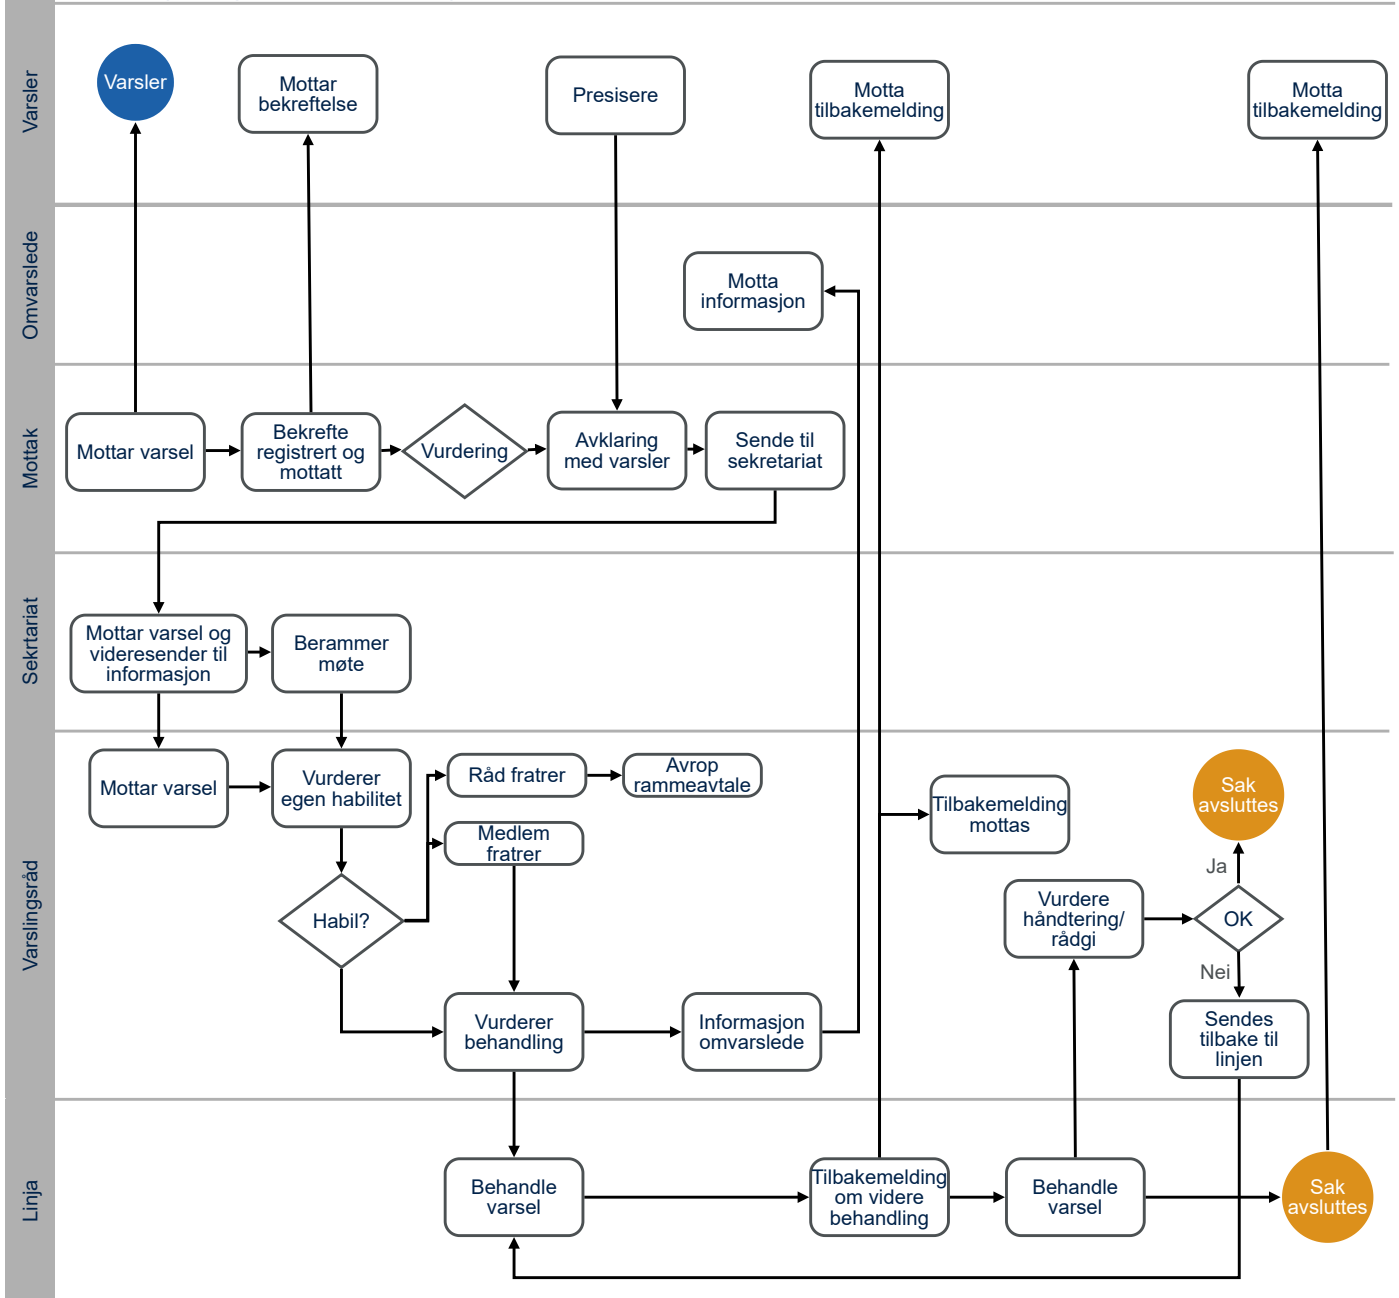 Varsler
Varsler
Mottar
bekreftelse
Presisere
Motta
tilbakemelding
Motta
tilbakemelding
Omvarslede
Motta
informasjon
Mottak
Mottar varsel
Bekrefte
registrert og
mottatt
Vurdering
Avklaring
med varsler
Sende til
sekretariat
Sekrtariat
Mottar varsel og
videresender til
informasjon
Berammer
møte
Varslingsråd
Mottar varsel
Vurderer
egen habilitet
Råd fratrer
Avrop
rammeavtale
Medlem
fratrer
Habil?
Vurderer
behandling
Informasjon
omvarslede
Tilbakemelding
mottas
Vurdere
håndtering/
rådgi
OK
Ja
Sak
avsluttes
Nei
Sendes
tilbake til
linjen
Linja
Behandle
varsel
Tilbakemelding
om videre
behandling
Behandle
varsel
Sak
avsluttes